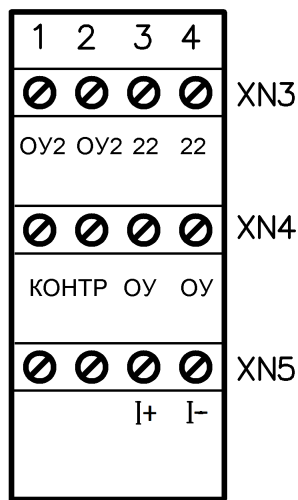 1 2 3 4
XN3
ОУ2 ОУ2 22 22
XN4
КОНТР ОУ ОУ
XN5
I+ I-